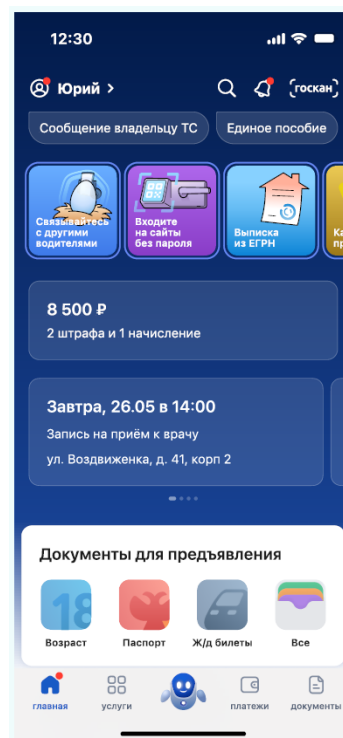 12:30
Юрий >
госкан
Сообщение владельцу ТС
Единое пособие
Связывайтесь
с другими
водителями
Входите
на сайты
без пароля
Выписка
из ЕГРН
8 500 ₽
2 штрафа и 1 начисление
Завтра, 26.05 в 14:00
Запись на приём к врачу
ул. Воздвиженка, д. 41, корп 2
Документы для предъявления
18
Возраст
Паспорт
Ж/д билеты
Все
главная
услуги
платежи
документы